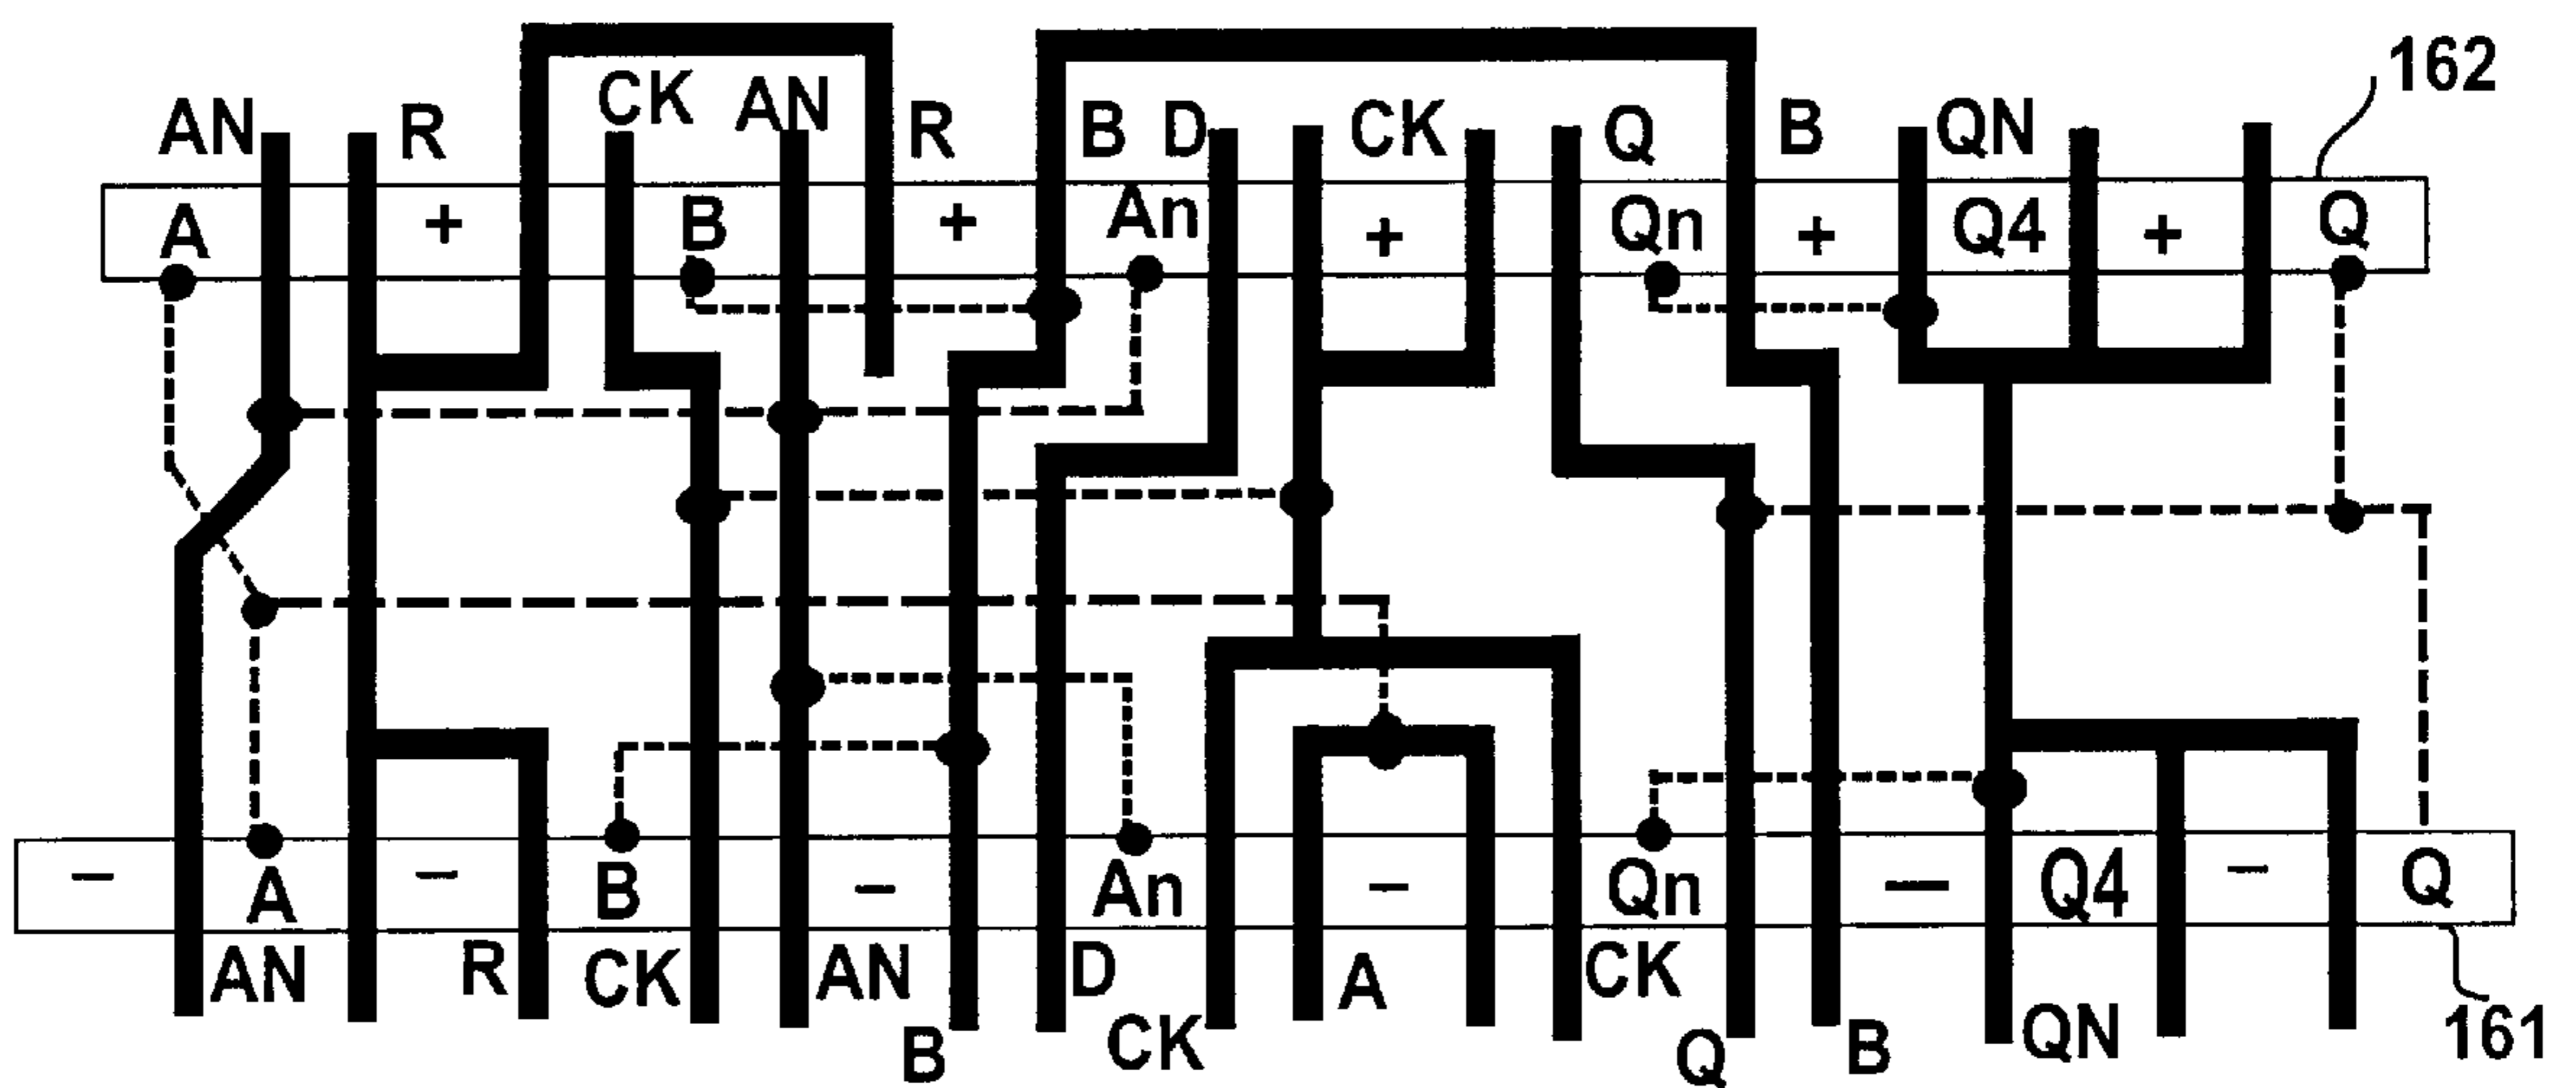 162
AN R CK AN R B D CK Q B QN
A + B + An + Qn + Q4 + Q
− A − B − An − Qn − Q4 − Q
AN R CK AN B D CK A CK Q B QN
161